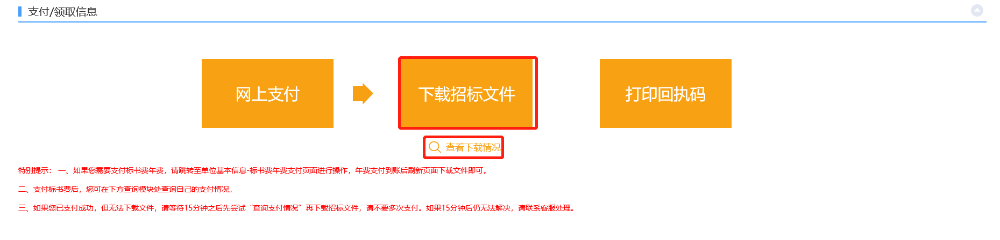 支付/领取信息
网上支付
下载招标文件
打印回执码
查看下载情况
特别提示： 一、如果您需要支付标书费年费，请跳转至单位基本信息-标书费年费支付页面进行操作，年费支付到账后刷新页面下载文件即可。
二、支付标书费后，您可在下方查询模块处查询自己的支付情况。
三、如果您已支付成功，但无法下载文件，请等待15分钟之后先尝试“查询支付情况”再下载招标文件，请不要多次支付。如果15分钟后仍无法解决，请联系客服处理。